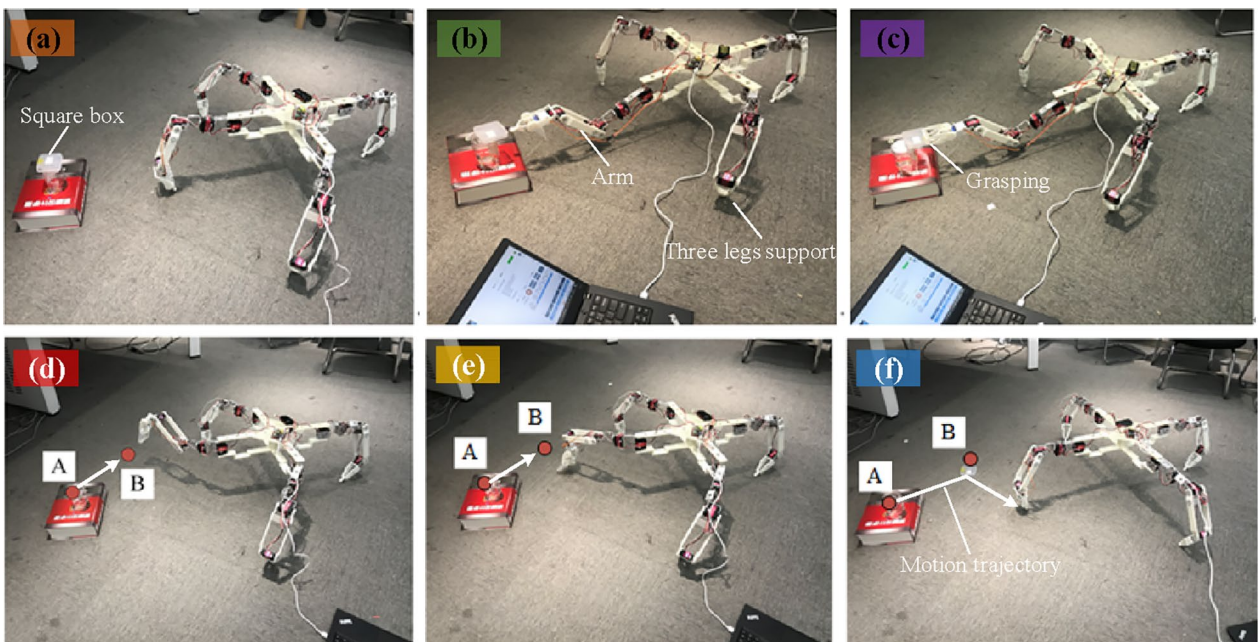 (a)
Square box
(b)
Arm
Three legs support
(c)
Grasping
(d)
A
B
(e)
A
B
(f)
A
B
Motion trajectory